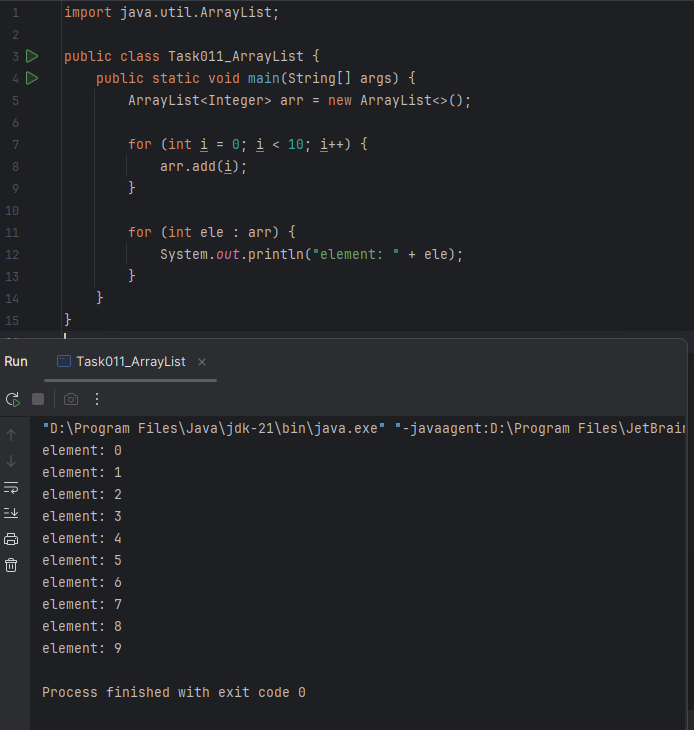 1 import java.util.ArrayList;
2
3 public class Task011_ArrayList {
4 public static void main(String[] args) {
5 ArrayList<Integer> arr = new ArrayList<>();
6
7 for (int i = 0; i < 10; i++) {
8 arr.add(i);
9 }
10
11 for (int ele : arr) {
12 System.out.println("element: " + ele);
13 }
14 }
15 }
Run Task011_ArrayList
"D:\Program Files\Java\jdk-21\bin\java.exe" "-javaagent:D:\Program Files\JetBrain
element: 0
element: 1
element: 2
element: 3
element: 4
element: 5
element: 6
element: 7
element: 8
element: 9
Process finished with exit code 0